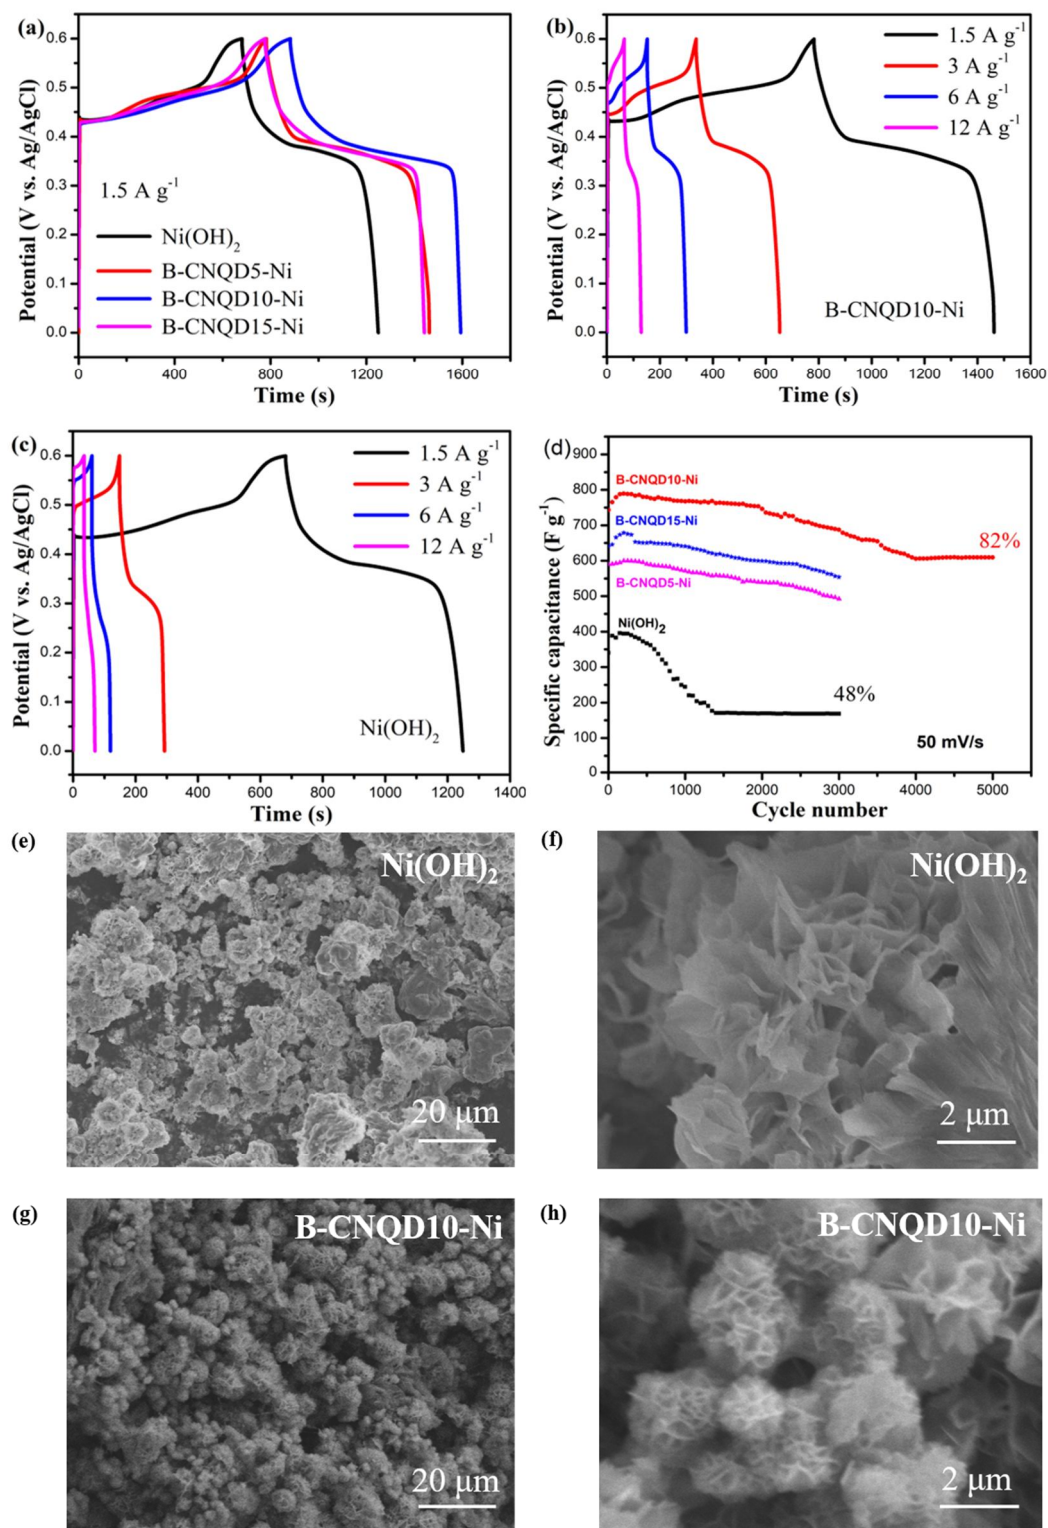 (a)
0.6
0.5
0.4
0.3
0.2
0.1
0.0
Potential (V vs. Ag/AgCl)
1.5 A g⁻¹
Ni(OH)₂
B-CNQD5-Ni
B-CNQD10-Ni
B-CNQD15-Ni
0 400 800 1200 1600
Time (s)
(b)
0.6
0.5
0.4
0.3
0.2
0.1
0.0
Potential (V vs. Ag/AgCl)
1.5 A g⁻¹
3 A g⁻¹
6 A g⁻¹
12 A g⁻¹
B-CNQD10-Ni
0 200 400 600 800 1000 1200 1400 1600
Time (s)
(c)
0.6
0.5
0.4
0.3
0.2
0.1
0.0
Potential (V vs. Ag/AgCl)
1.5 A g⁻¹
3 A g⁻¹
6 A g⁻¹
12 A g⁻¹
Ni(OH)₂
0 200 400 600 800 1000 1200 1400
Time (s)
(d)
900
800
700
600
500
400
300
200
100
0
Specific capacitance (F g⁻¹)
B-CNQD10-Ni
82%
B-CNQD15-Ni
B-CNQD5-Ni
Ni(OH)₂
48%
50 mV/s
0 1000 2000 3000 4000 5000
Cycle number
(e)
Ni(OH)₂
20 μm
(f)
Ni(OH)₂
2 μm
(g)
B-CNQD10-Ni
20 μm
(h)
B-CNQD10-Ni
2 μm